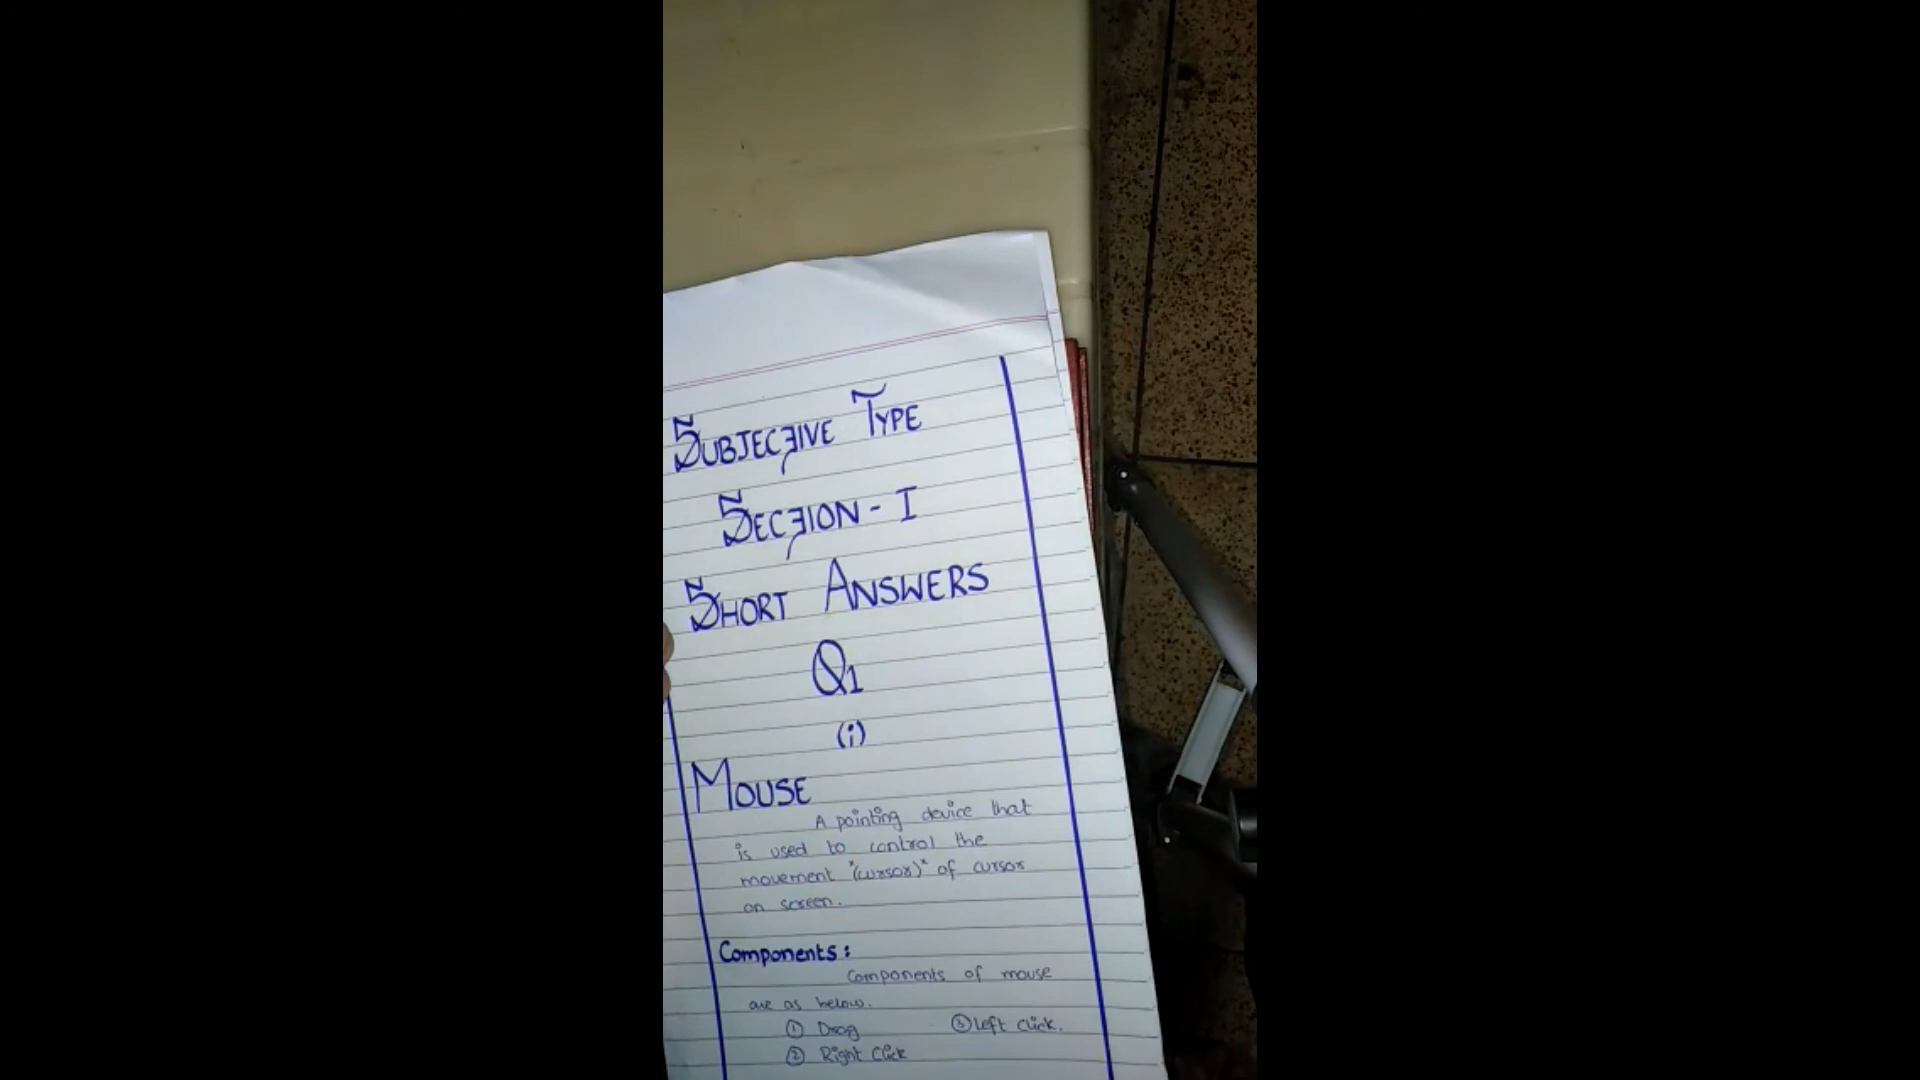 SUBJECTIVE TYPE
SECTION - I
SHORT ANSWERS
Q1
(i)
MOUSE
A pointing device that
is used to control the
movement "(cursor)" of cursor
on screen.
Components:
Components of mouse
are as below.
① Drag ③ Left Click.
② Right Click